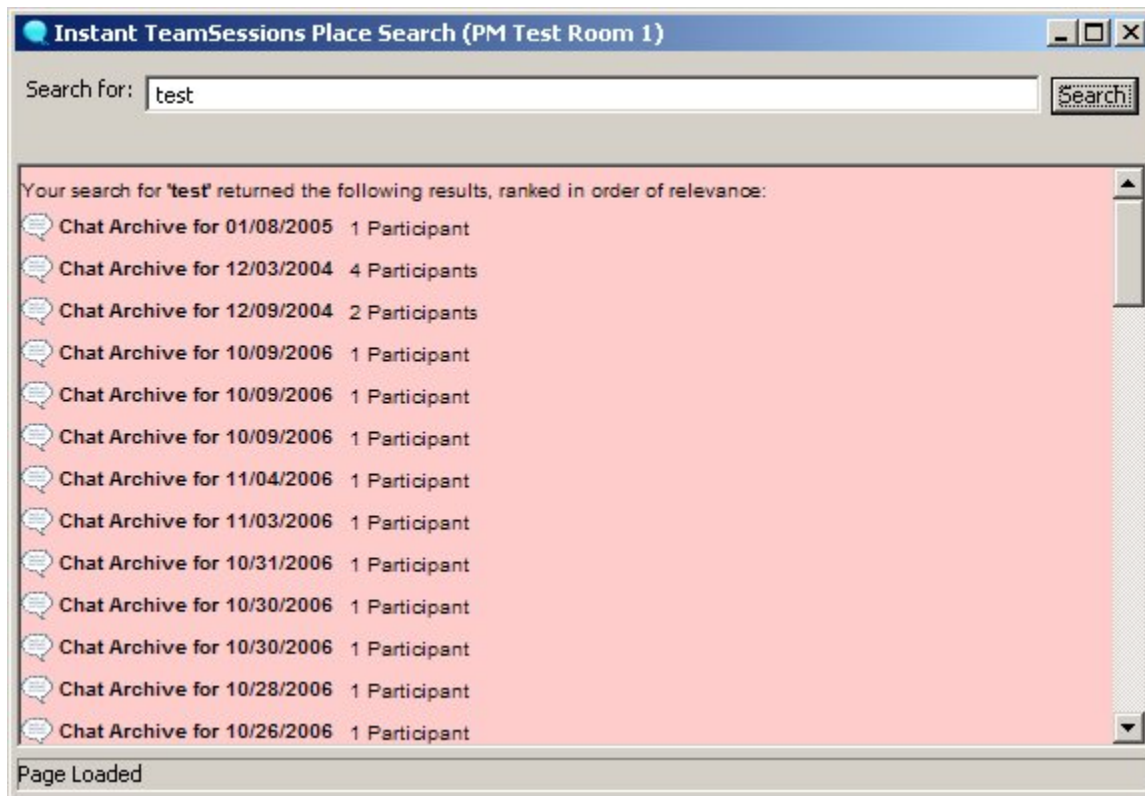 Instant TeamSessions Place Search (PM Test Room 1)
Search for: test Search
Your search for 'test' returned the following results, ranked in order of relevance:
Chat Archive for 01/08/2005 1 Participant
Chat Archive for 12/03/2004 4 Participants
Chat Archive for 12/09/2004 2 Participants
Chat Archive for 10/09/2006 1 Participant
Chat Archive for 10/09/2006 1 Participant
Chat Archive for 10/09/2006 1 Participant
Chat Archive for 11/04/2006 1 Participant
Chat Archive for 11/03/2006 1 Participant
Chat Archive for 10/31/2006 1 Participant
Chat Archive for 10/30/2006 1 Participant
Chat Archive for 10/30/2006 1 Participant
Chat Archive for 10/28/2006 1 Participant
Chat Archive for 10/26/2006 1 Participant
Page Loaded